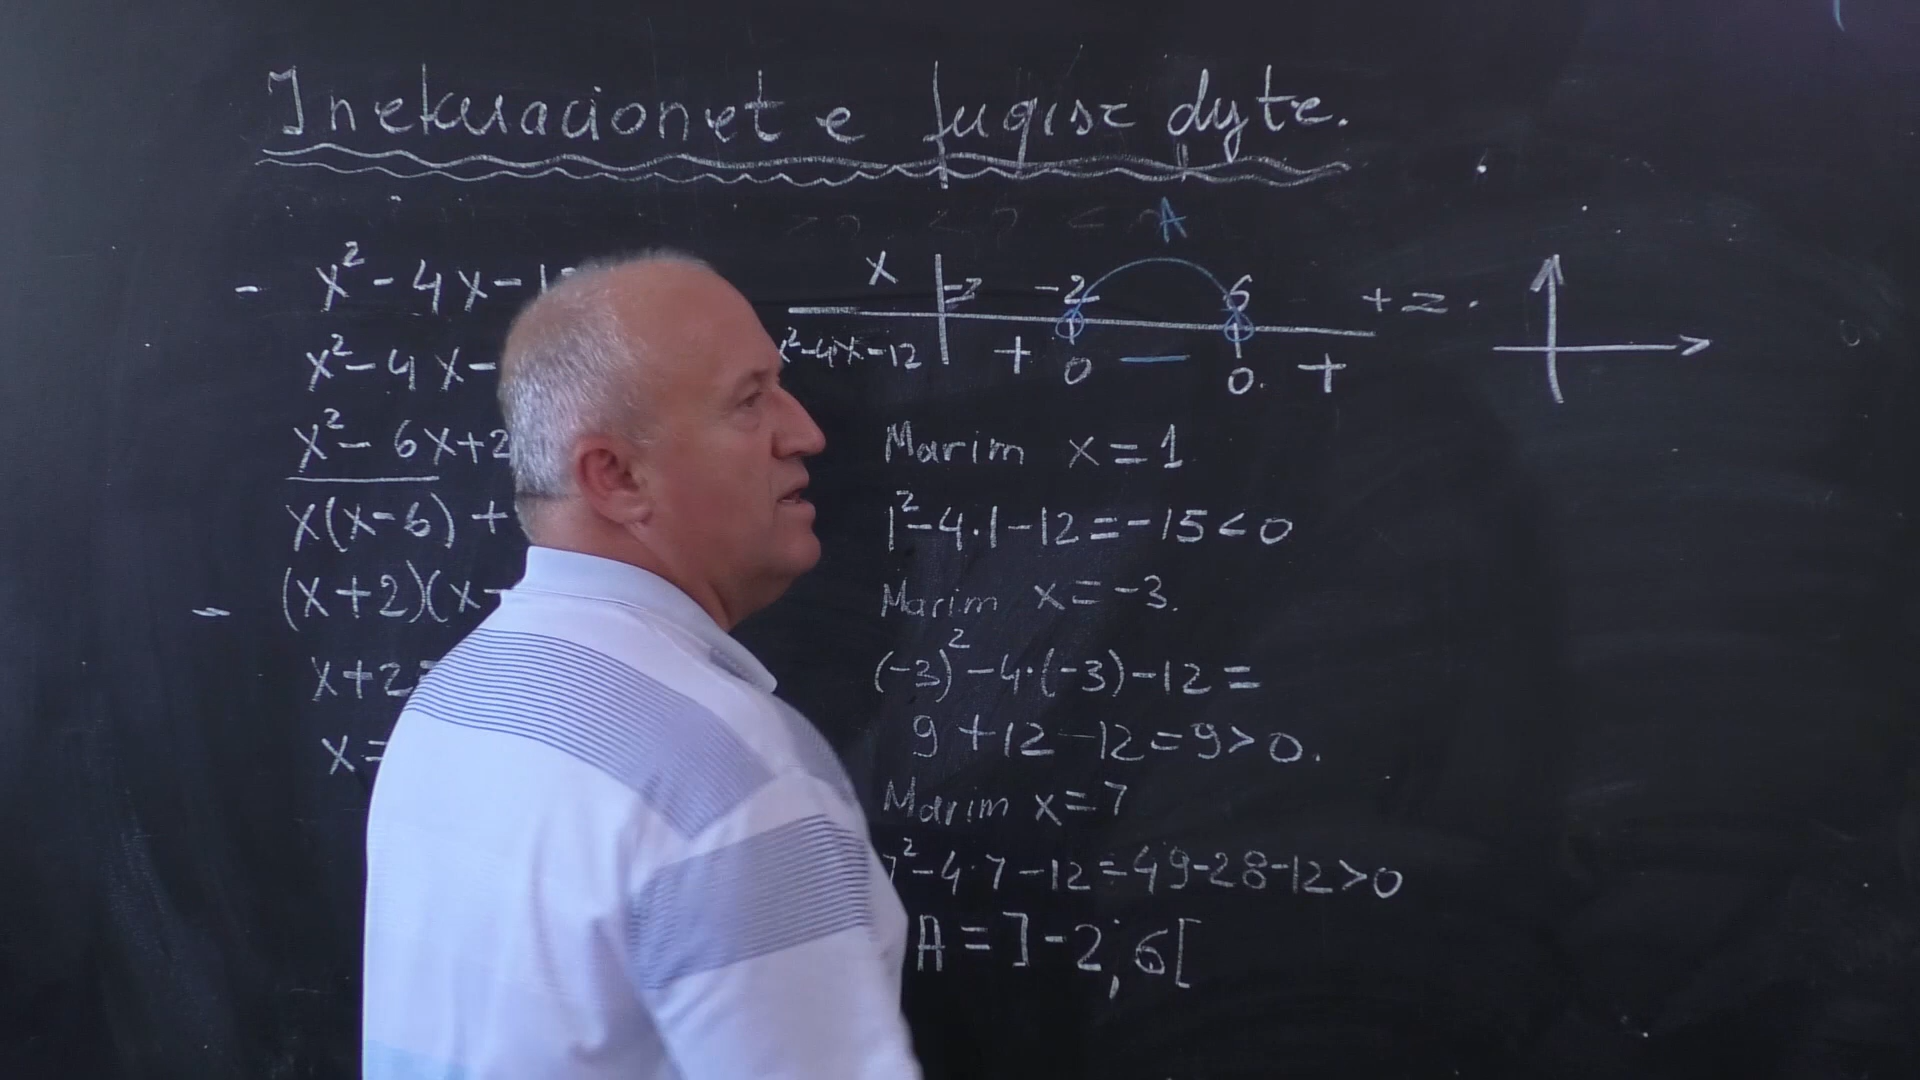 Inekuacionet e fuqisë dytë.
- x² - 4x - 1
x² - 4x -
x² - 6x + 2
x(x-6) +
- (x+2)(x-
x+2=
x=
A
x -2 6
x²-4x-12 + 0 — 0. +
Marim x = 1
1²-4·1-12=-15<0
Marim x=-3.
(-3)²-4·(-3)-12=
9+12-12=9>0.
Marim x=7
7²-4·7-12=49-28-12>0
A = ]-2;6[